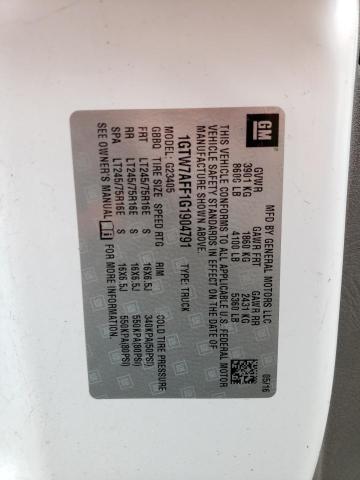 GM
MFD BY GENERAL MOTORS LLC
05/16
GVWR GAWR FRT GAWR RR
3901 KG 1860 KG 2431 KG
8600 LB 4100 LB 5360 LB
THIS VEHICLE CONFORMS TO ALL APPLICABLE U.S. FEDERAL MOTOR
VEHICLE SAFETY STANDARDS IN EFFECT ON THE DATE OF
MANUFACTURE SHOWN ABOVE.
1GTW7AFF1G1904791 TYPE: TRUCK
MODEL: G23405
GBBQ TIRE SIZE SPEED RTG RIM COLD TIRE PRESSURE
FRT LT245/75R16E S 16X6.5J 340KPA(50PSI)
RR LT245/75R16E S 16X6.5J 550KPA(80PSI)
SPA LT245/75R16E S 16X6.5J 550KPA(80PSI)
SEE OWNER'S MANUAL FOR MORE INFORMATION.